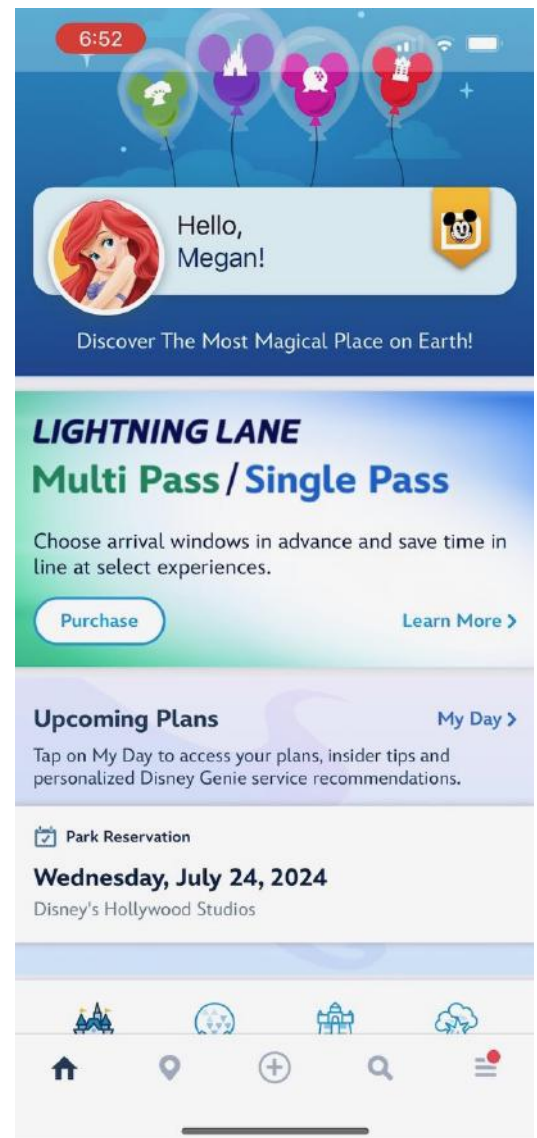 6:52
Hello,
Megan!
Discover The Most Magical Place on Earth!
LIGHTNING LANE
Multi Pass / Single Pass
Choose arrival windows in advance and save time in
line at select experiences.
Purchase
Learn More >
Upcoming Plans
My Day >
Tap on My Day to access your plans, insider tips and
personalized Disney Genie service recommendations.
Park Reservation
Wednesday, July 24, 2024
Disney's Hollywood Studios